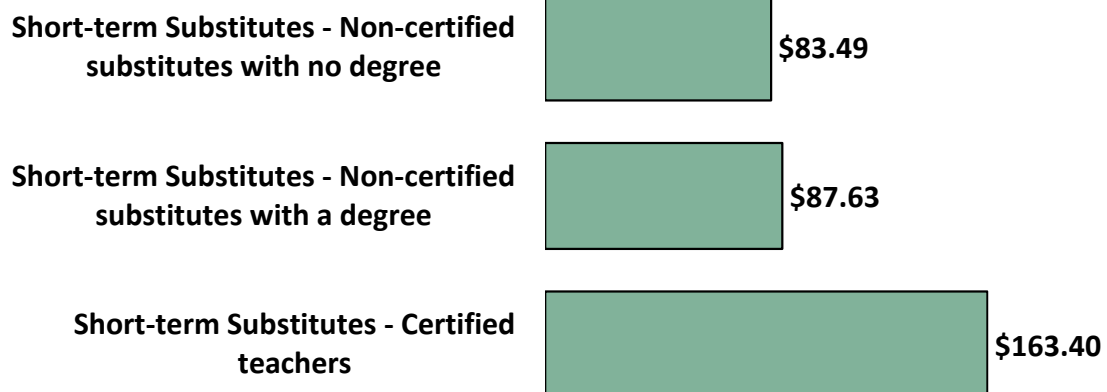 Short-term Substitutes - Non-certified
substitutes with no degree
$83.49
Short-term Substitutes - Non-certified
substitutes with a degree
$87.63
Short-term Substitutes - Certified
teachers
$163.40